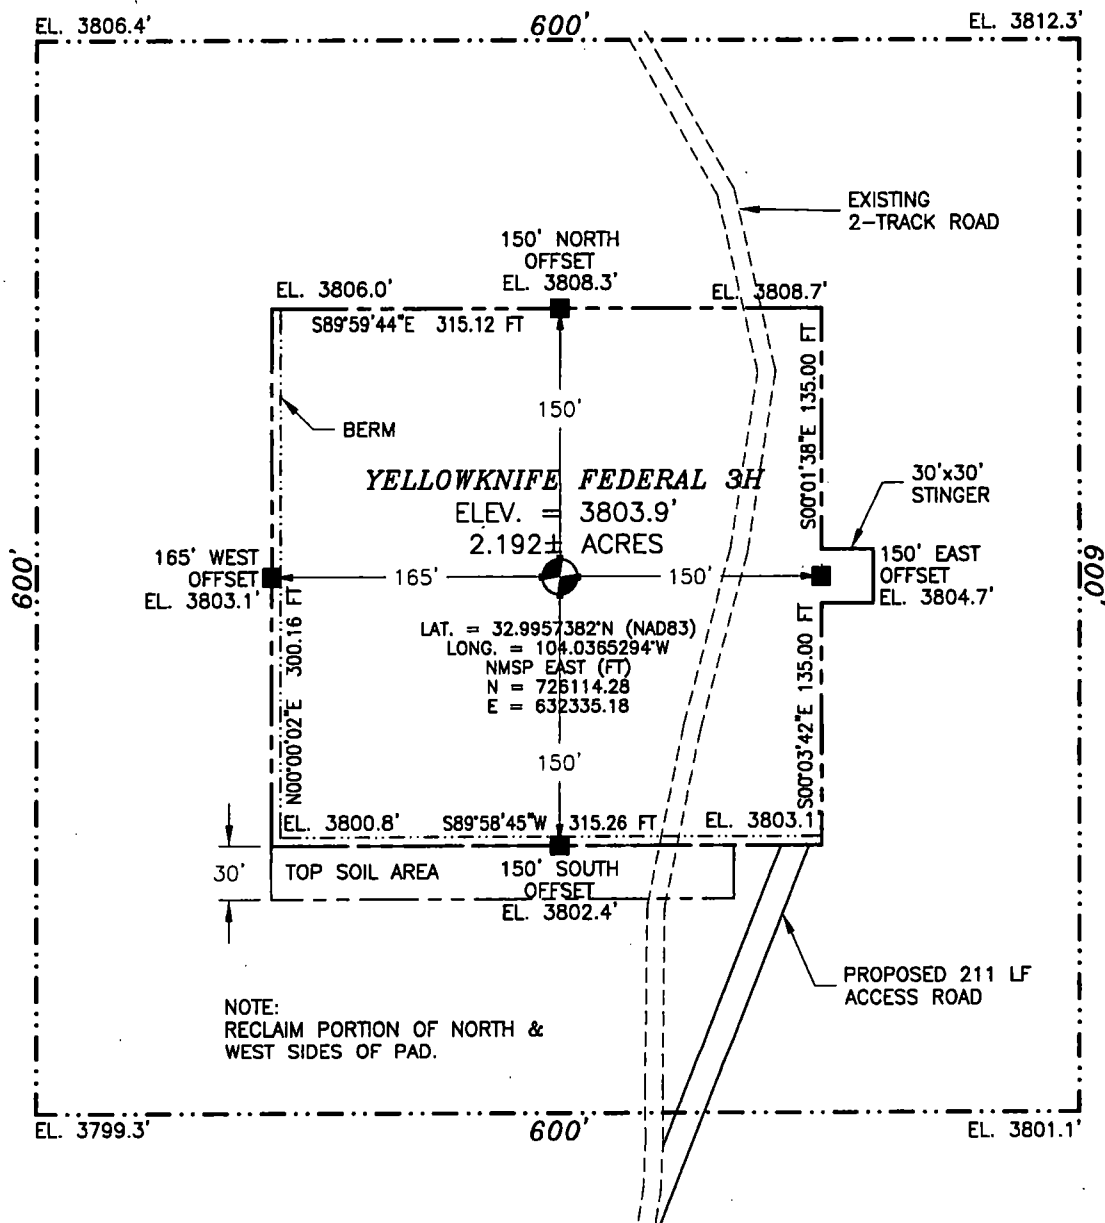 EL. 3806.4'
600'
EL. 3812.3'
EXISTING
2-TRACK ROAD
150' NORTH
OFFSET
EL. 3808.3'
EL. 3806.0'
EL. 3808.7'
S89°59'44"E 315.12 FT
S00°01'38"E 135.00 FT
150'
BERM
YELLOWKNIFE FEDERAL 3H
ELEV. = 3803.9'
2.192± ACRES
30'x30'
STINGER
165' WEST
OFFSET
EL. 3803.1'
165'
150'
150' EAST
OFFSET
EL. 3804.7'
600'
600'
LAT. = 32.9957382°N (NAD83)
LONG. = 104.0365294°W
NMSP EAST (FT)
N = 726114.28
E = 632335.18
N00°00'02"E 300.16 FT
S00°03'42"E 135.00 FT
150'
EL. 3800.8'
S89°58'45"W 315.26 FT
EL. 3803.1
30'
TOP SOIL AREA
150' SOUTH
OFFSET
EL. 3802.4'
PROPOSED 211 LF
ACCESS ROAD
NOTE:
RECLAIM PORTION OF NORTH &
WEST SIDES OF PAD.
EL. 3799.3'
600'
EL. 3801.1'